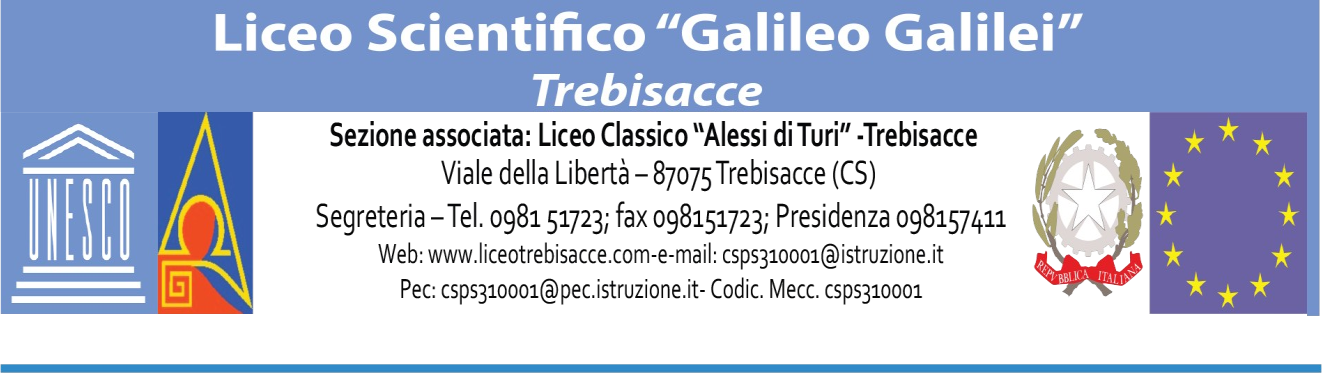 Liceo Scientifico “Galileo Galilei”
Trebisacce
Sezione associata: Liceo Classico “Alessi di Turi” -Trebisacce
Viale della Libertà – 87075 Trebisacce (CS)
Segreteria – Tel. 0981 51723; fax 098151723; Presidenza 098157411
Web: www.liceotrebisacce.com-e-mail: csps310001@istruzione.it
Pec: csps310001@pec.istruzione.it- Codic. Mecc. csps310001
UNESCO
REPVBBLICA ITALIANA